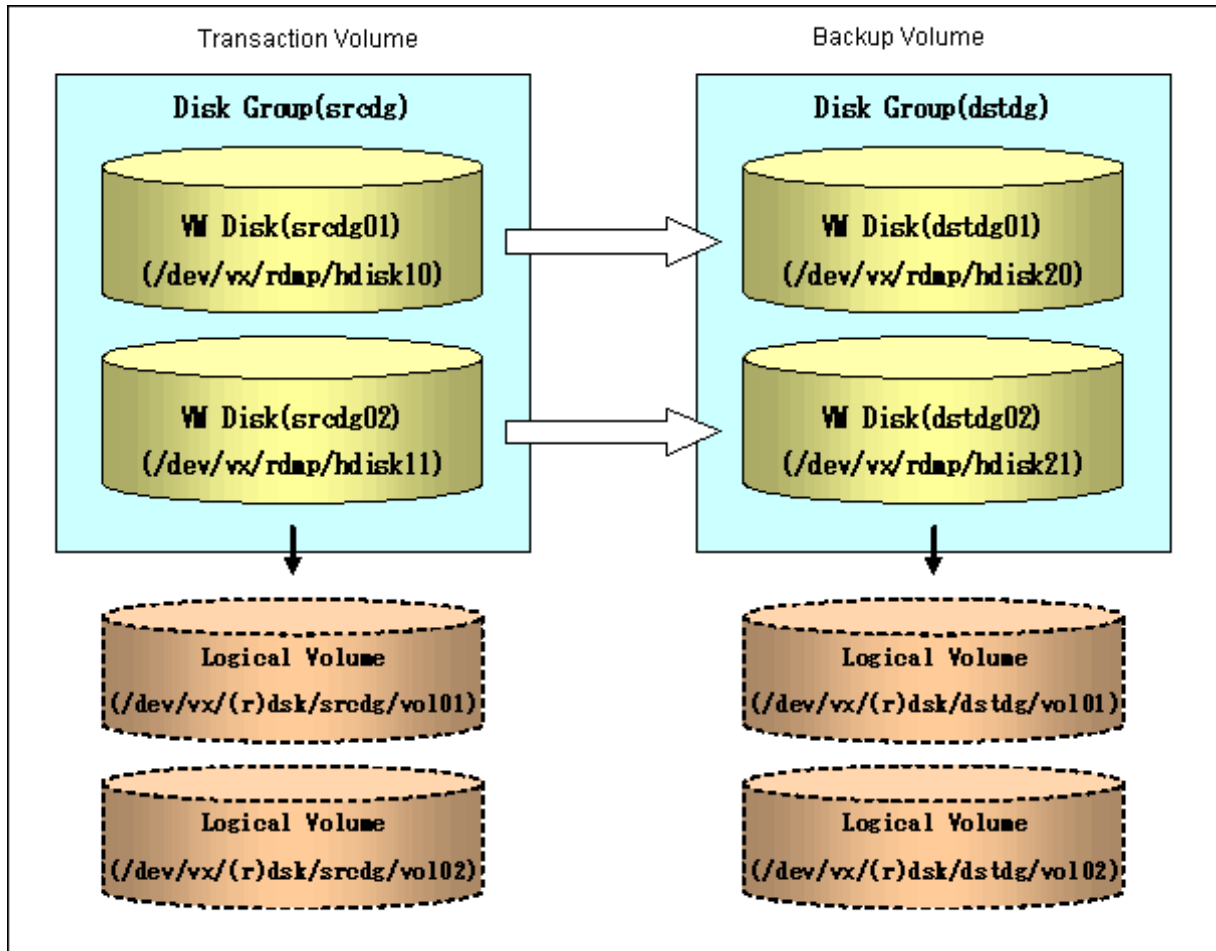 Transaction Volume
Disk Group(srcdg)
VM Disk(srcdg01)
(/dev/vx/rdmp/hdisk10)
VM Disk(srcdg02)
(/dev/vx/rdmp/hdisk11)
Logical Volume
(/dev/vx/(r)dsk/srcdg/vol01)
Logical Volume
(/dev/vx/(r)dsk/srcdg/vol02)
Backup Volume
Disk Group(dstdg)
VM Disk(dstdg01)
(/dev/vx/rdmp/hdisk20)
VM Disk(dstdg02)
(/dev/vx/rdmp/hdisk21)
Logical Volume
(/dev/vx/(r)dsk/dstdg/vol01)
Logical Volume
(/dev/vx/(r)dsk/dstdg/vol02)